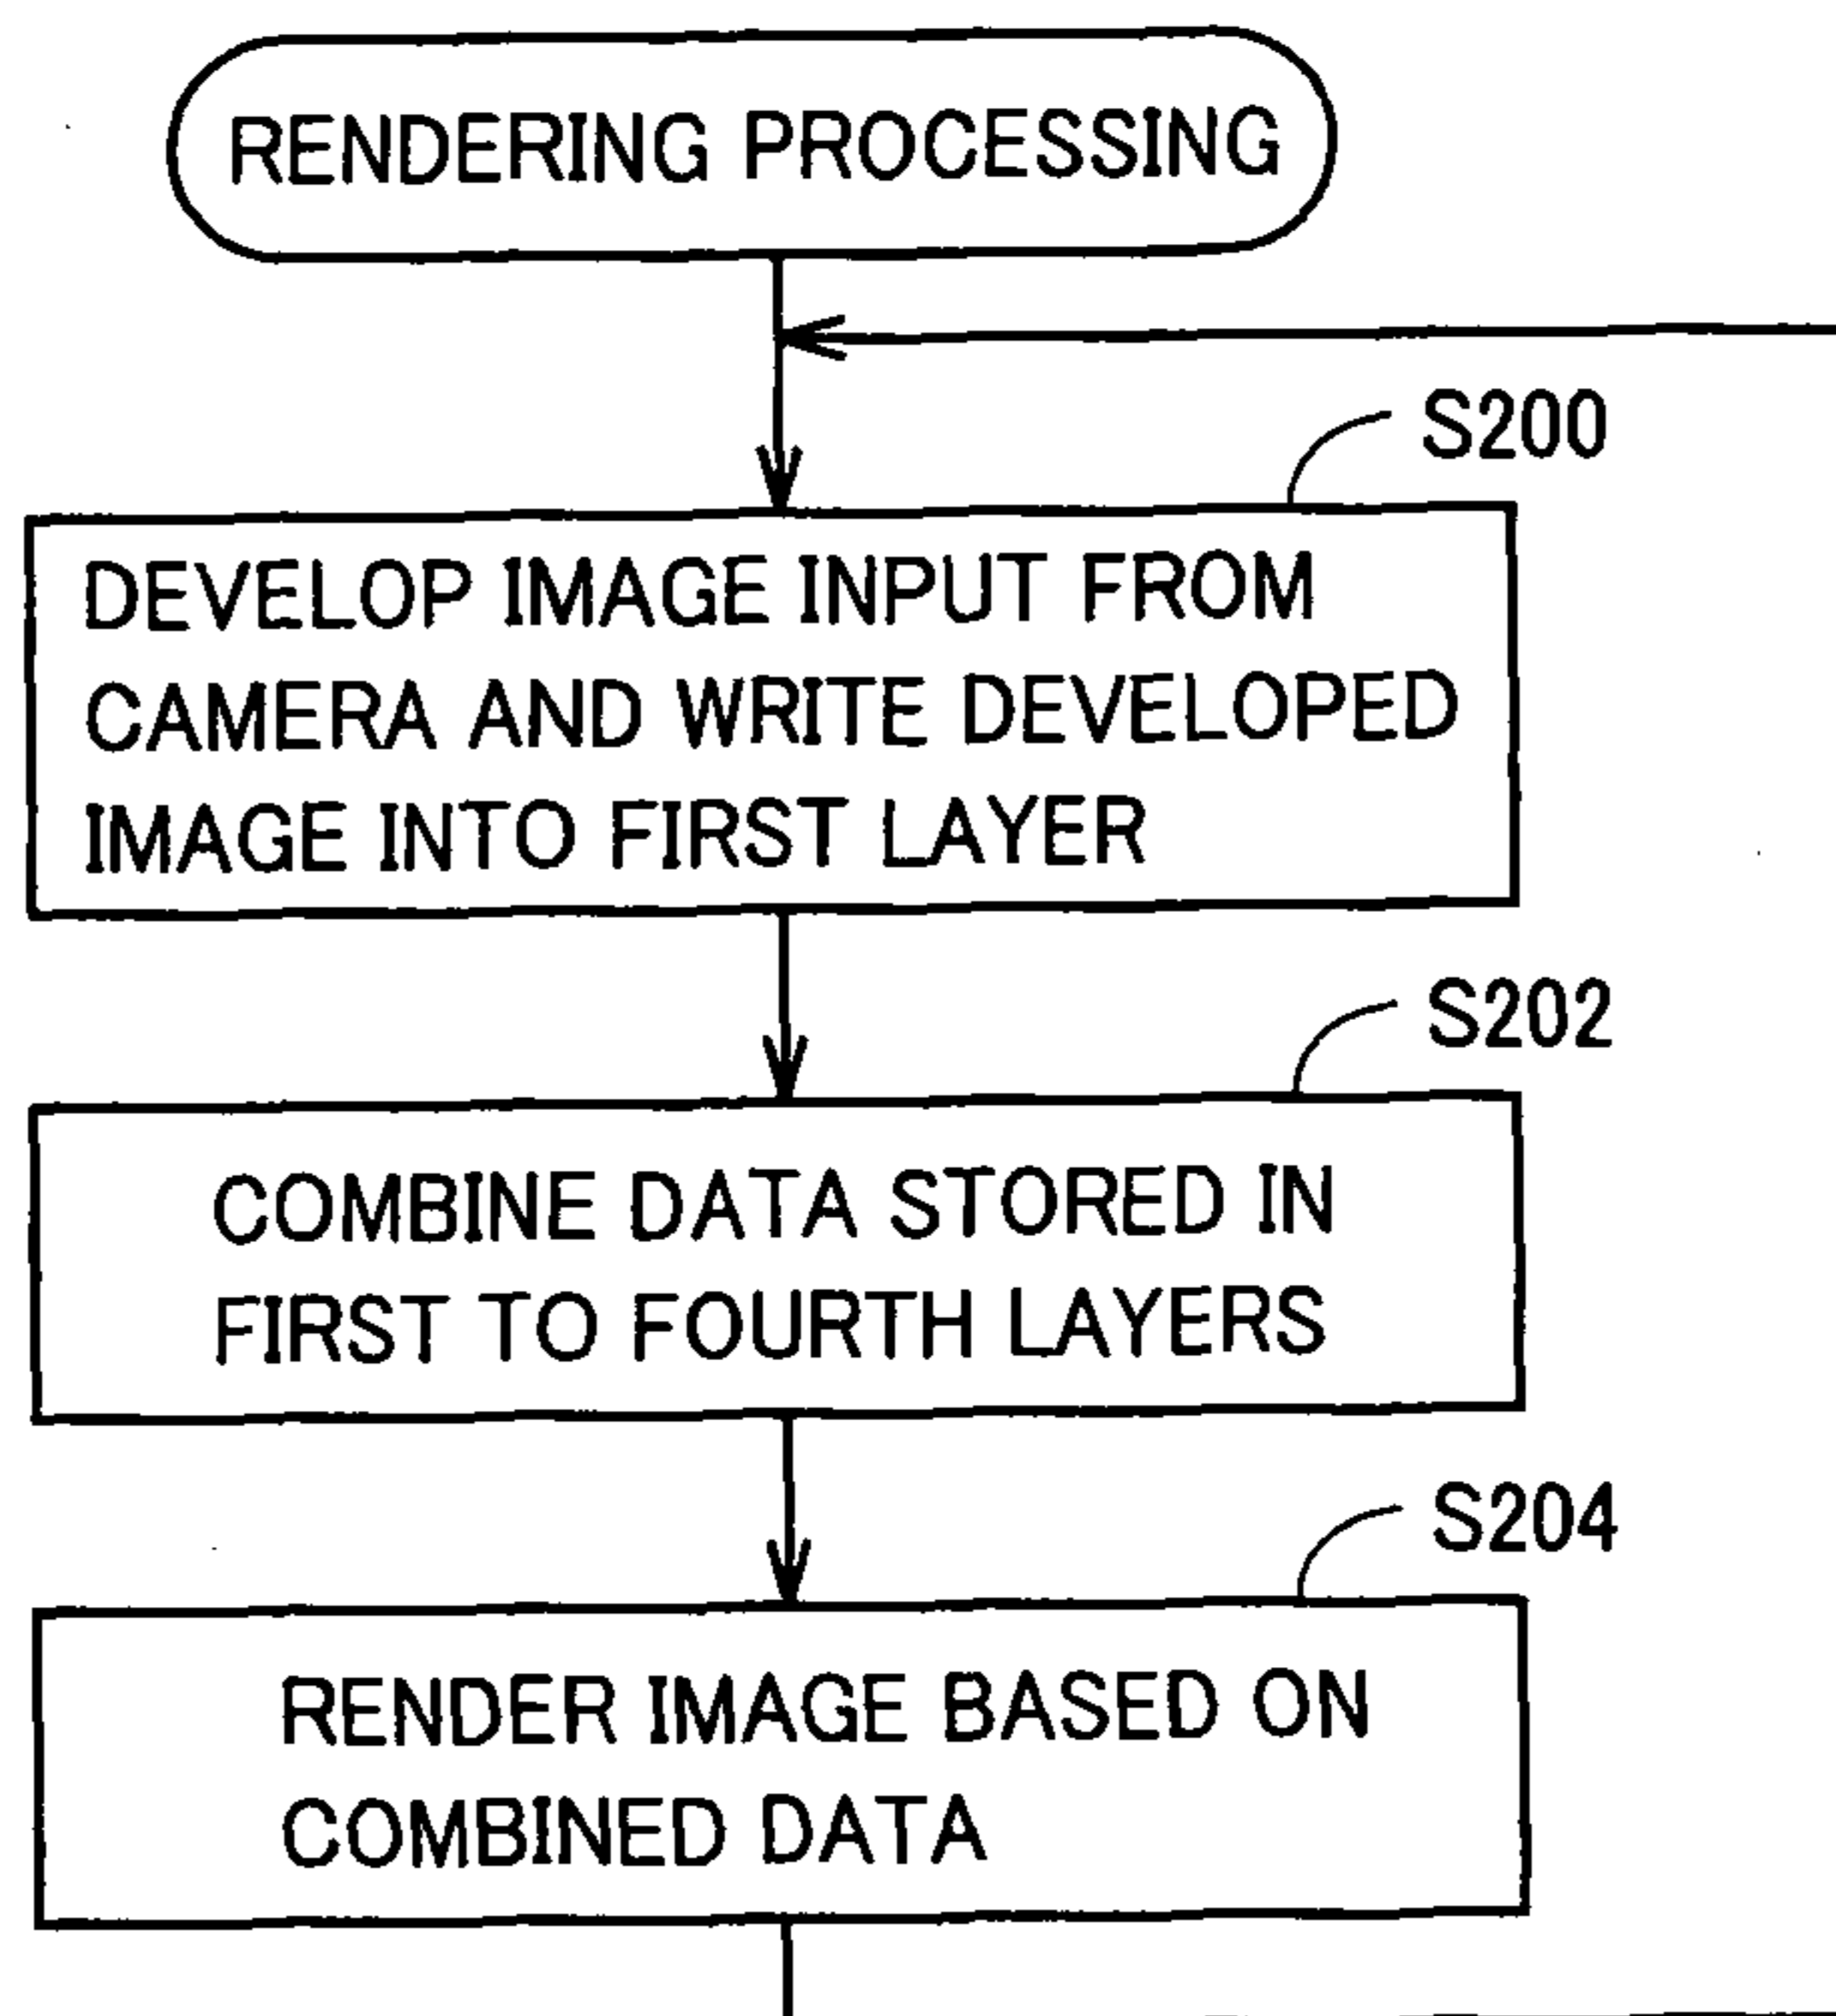 RENDERING PROCESSING
S200
DEVELOP IMAGE INPUT FROM
CAMERA AND WRITE DEVELOPED
IMAGE INTO FIRST LAYER
S202
COMBINE DATA STORED IN
FIRST TO FOURTH LAYERS
S204
RENDER IMAGE BASED ON
COMBINED DATA